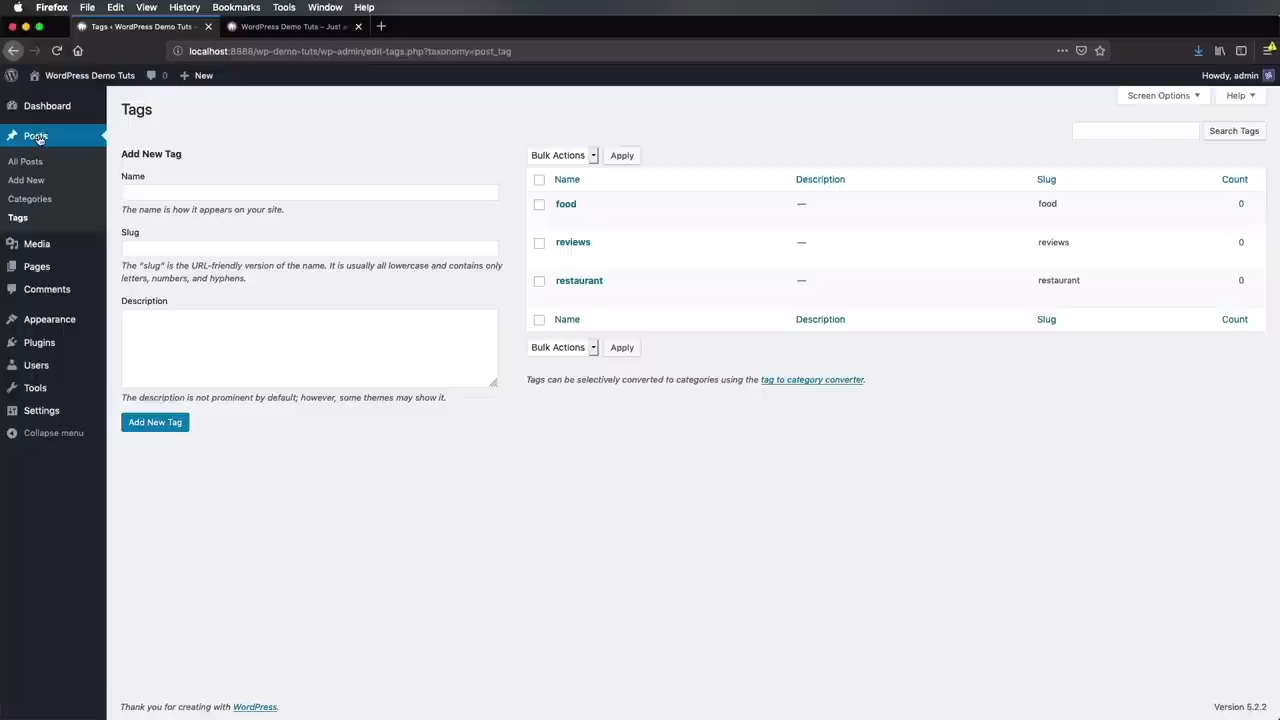 Firefox File Edit View History Bookmarks Tools Window Help
Tags ‹ WordPress Demo Tuts — WordPress Demo Tuts – Just a
localhost:8888/wp-demo-tuts/wp-admin/edit-tags.php?taxonomy=post_tag
WordPress Demo Tuts 0 New Howdy, admin
Dashboard
Posts
All Posts
Add New
Categories
Tags
Media
Pages
Comments
Appearance
Plugins
Users
Tools
Settings
Collapse menu
Screen Options Help
Tags
Search Tags
Add New Tag
Name
The name is how it appears on your site.
Slug
The "slug" is the URL-friendly version of the name. It is usually all lowercase and contains only
letters, numbers, and hyphens.
Description
The description is not prominent by default; however, some themes may show it.
Add New Tag
Bulk Actions Apply
Name Description Slug Count
food — food 0
reviews — reviews 0
restaurant — restaurant 0
Name Description Slug Count
Bulk Actions Apply
Tags can be selectively converted to categories using the tag to category converter.
Thank you for creating with WordPress. Version 5.2.2